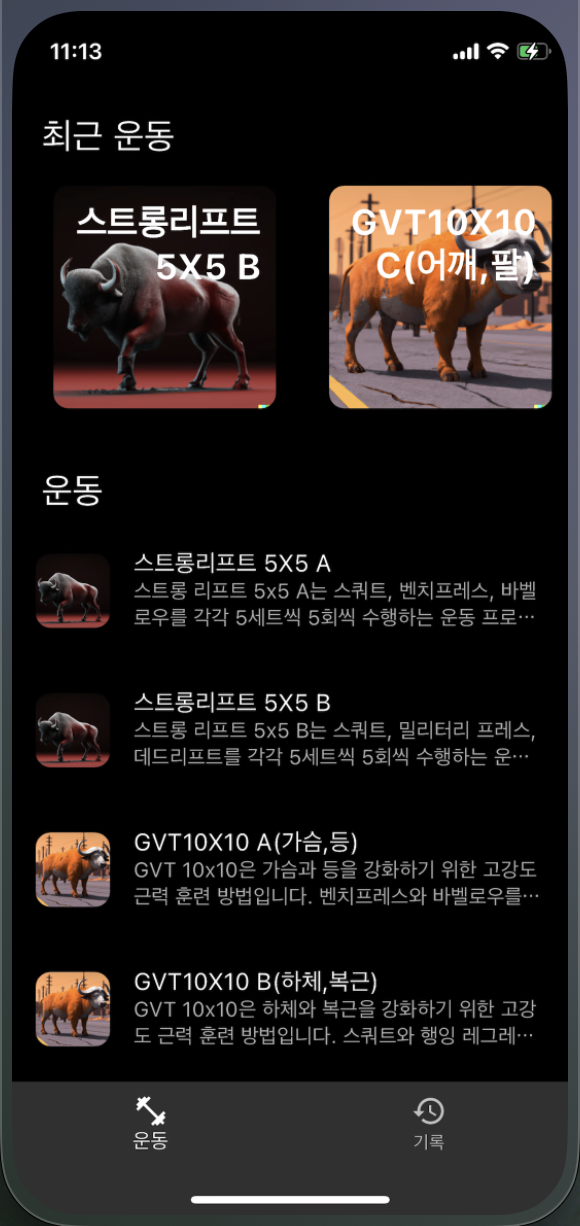 11:13
최근 운동
스트롱리프트
5X5 B
GVT10X10
C(어깨,팔)
운동
스트롱리프트 5X5 A
스트롱 리프트 5x5 A는 스쿼트, 벤치프레스, 바벨
로우를 각각 5세트씩 5회씩 수행하는 운동 프로…
스트롱리프트 5X5 B
스트롱 리프트 5x5 B는 스쿼트, 밀리터리 프레스,
데드리프트를 각각 5세트씩 5회씩 수행하는 운…
GVT10X10 A(가슴,등)
GVT 10x10은 가슴과 등을 강화하기 위한 고강도
근력 훈련 방법입니다. 벤치프레스와 바벨로우를…
GVT10X10 B(하체,복근)
GVT 10x10은 하체와 복근을 강화하기 위한 고강
도 근력 훈련 방법입니다. 스쿼트와 행잉 레그레…
운동
기록